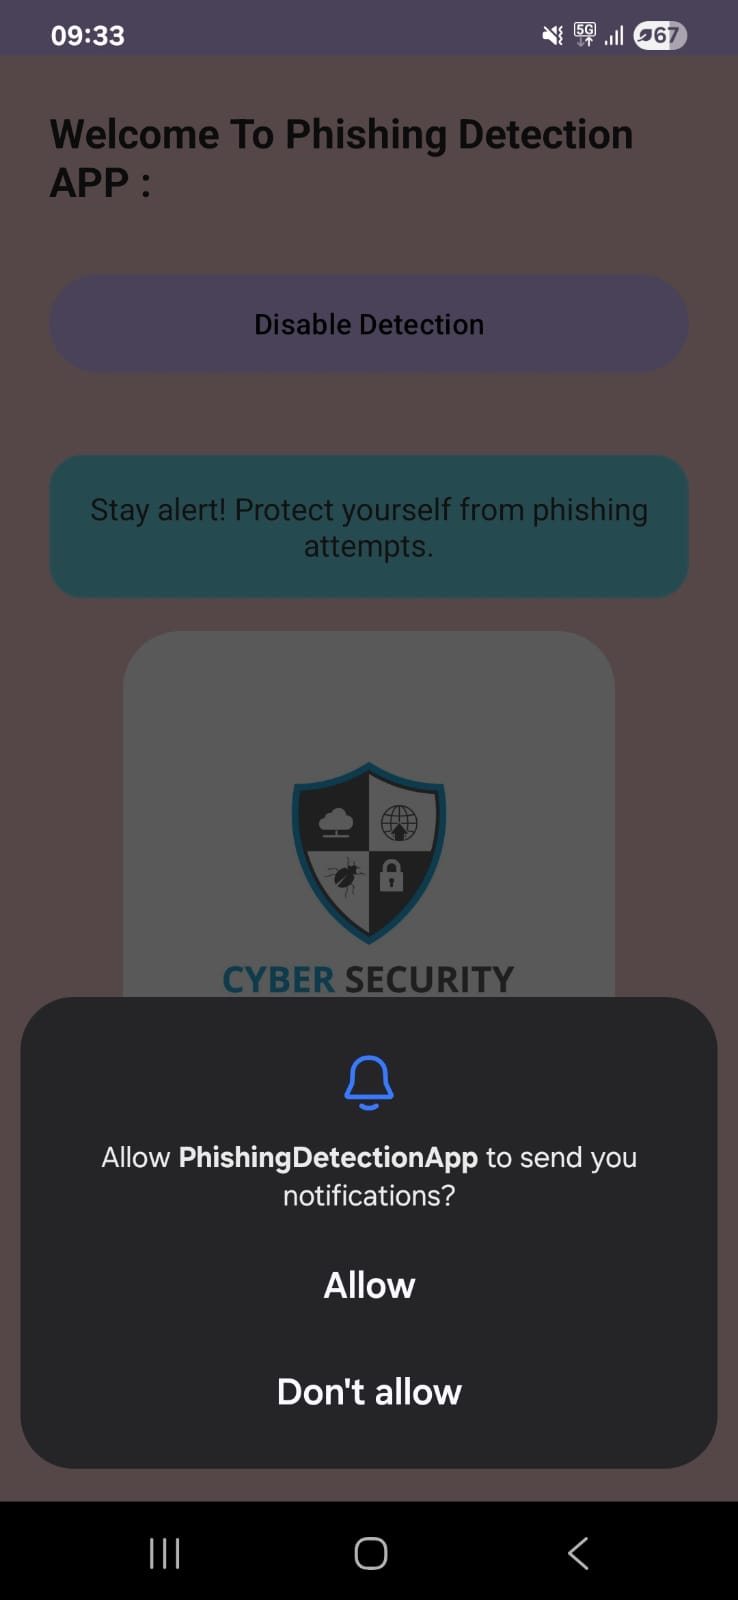 09:33
5G
67
Welcome To Phishing Detection
APP :
Disable Detection
Stay alert! Protect yourself from phishing
attempts.
CYBER SECURITY
Allow PhishingDetectionApp to send you
notifications?
Allow
Don't allow